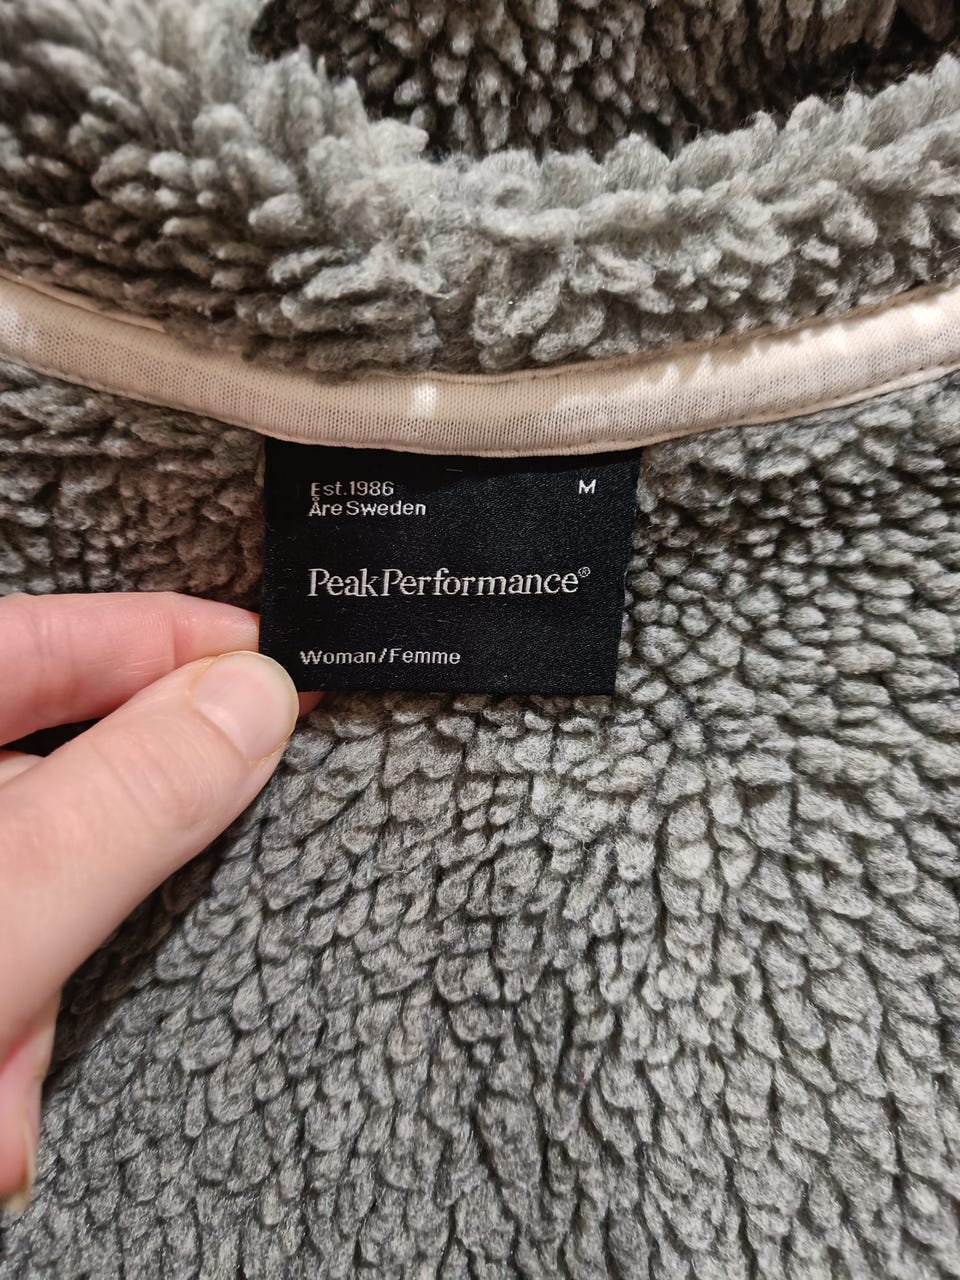 Est.1986 M
Åre Sweden
PeakPerformance®
Woman/Femme